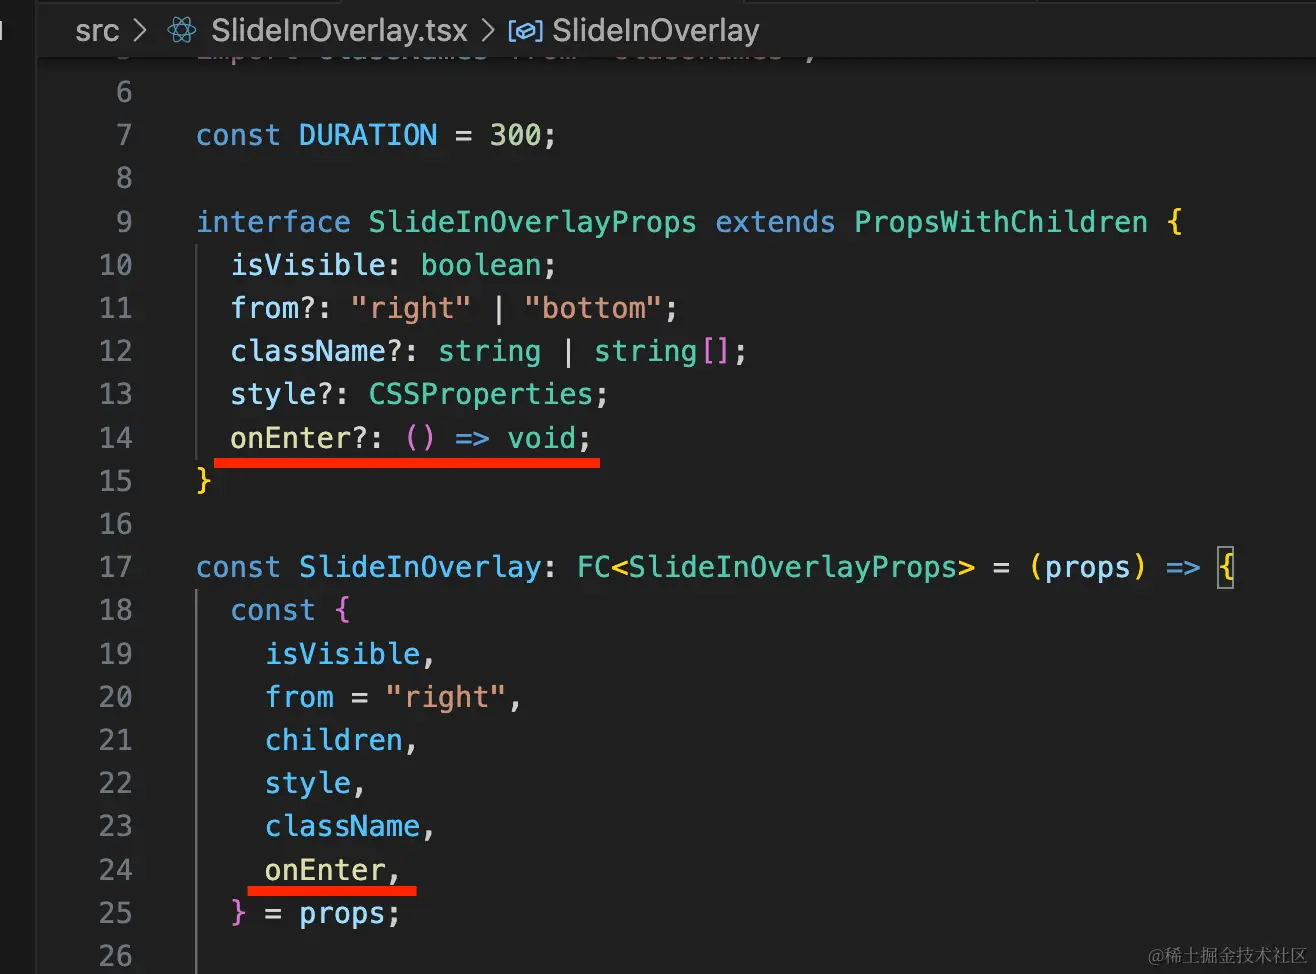 src > SlideInOverlay.tsx > SlideInOverlay
6
7 const DURATION = 300;
8
9 interface SlideInOverlayProps extends PropsWithChildren {
10 isVisible: boolean;
11 from?: "right" | "bottom";
12 className?: string | string[];
13 style?: CSSProperties;
14 onEnter?: () => void;
15 }
16
17 const SlideInOverlay: FC<SlideInOverlayProps> = (props) => {
18 const {
19 isVisible,
20 from = "right",
21 children,
22 style,
23 className,
24 onEnter,
25 } = props;
26
@稀土掘金技术社区